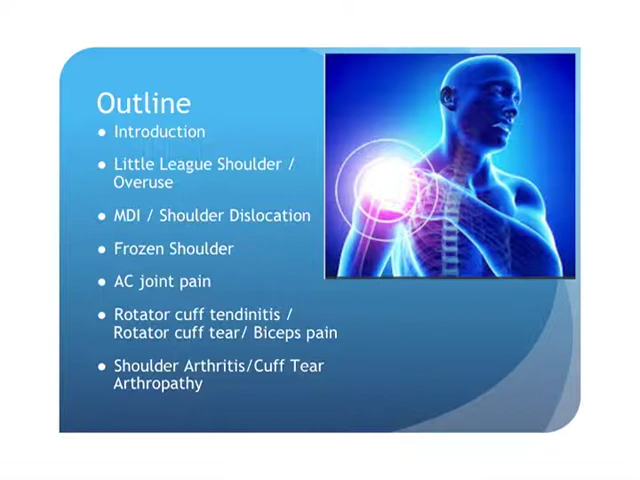 Outline
• Introduction
• Little League Shoulder /
Overuse
• MDI / Shoulder Dislocation
• Frozen Shoulder
• AC joint pain
• Rotator cuff tendinitis /
Rotator cuff tear/ Biceps pain
• Shoulder Arthritis/Cuff Tear
Arthropathy